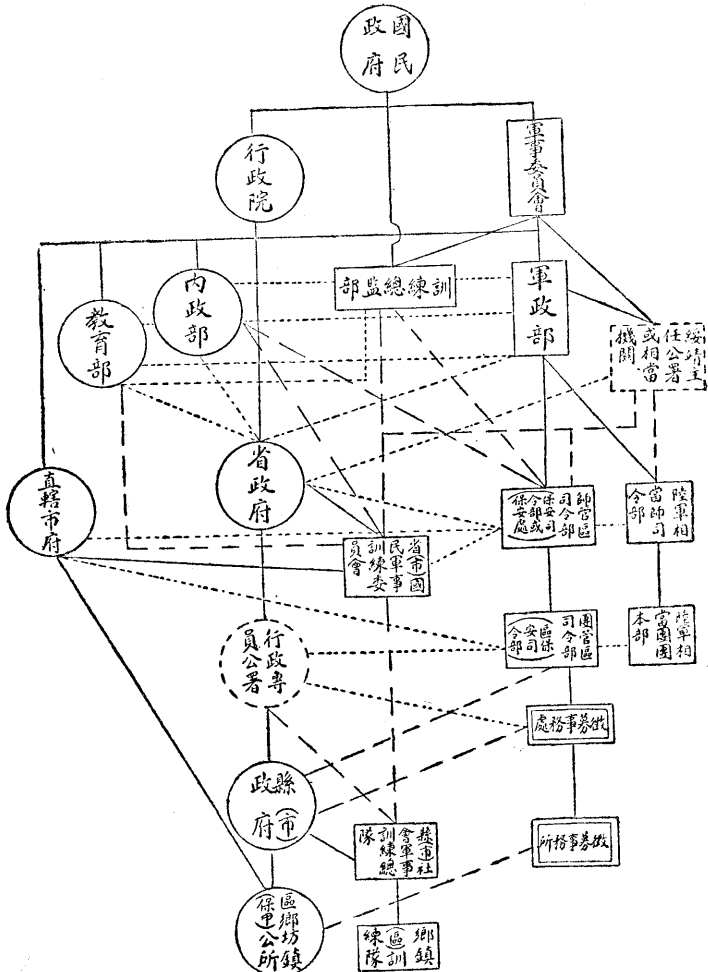 國民
政府
行政院
軍事委員會
教育部
內政部
訓練總監部
軍政部
綏靖主
任公署
或相當
機關
直轄市府
省政府
省(市)國
民軍事
訓練委
員會
師管區
司令部
(保安司
令部或
保安處)
陸軍相
當師司
令部
行政專
員公署
團管區
司令部
(區保
安司
令部)
陸軍相
當團團
本部
徵募事務處
縣(市)
政府
縣(市)社
會軍事
訓練總
隊
徵募事務所
區鄉坊鎮
(保甲)公所
鄉鎮
(區)訓
練隊